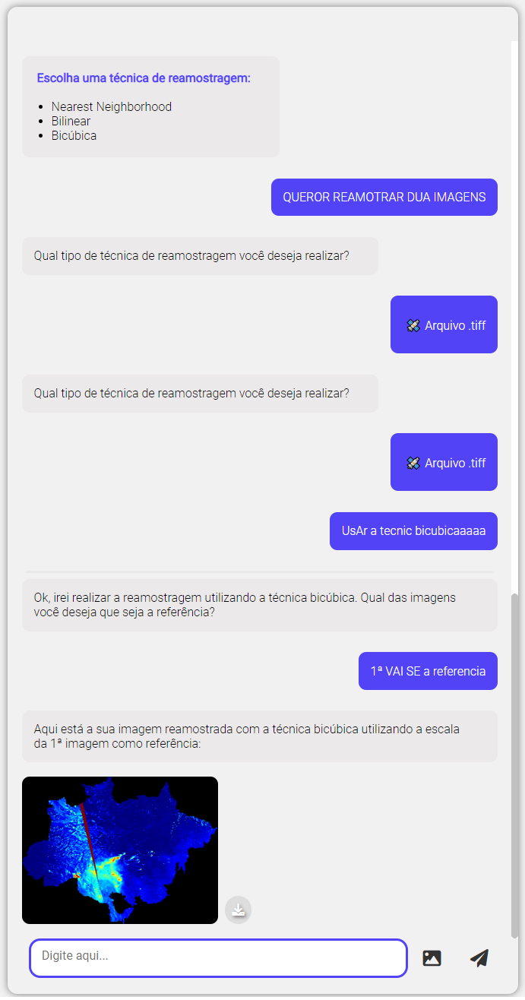 Escolha uma técnica de reamostragem:
Nearest Neighborhood
Bilinear
Bicúbica
QUEROR REAMOTRAR DUA IMAGENS
Qual tipo de técnica de reamostragem você deseja realizar?
Arquivo .tiff
Qual tipo de técnica de reamostragem você deseja realizar?
Arquivo .tiff
UsAr a tecnic bicubicaaaaa
Ok, irei realizar a reamostragem utilizando a técnica bicúbica. Qual das imagens
você deseja que seja a referência?
1ª VAI SE a referencia
Aqui está a sua imagem reamostrada com a técnica bicúbica utilizando a escala
da 1ª imagem como referência:
Digite aqui...